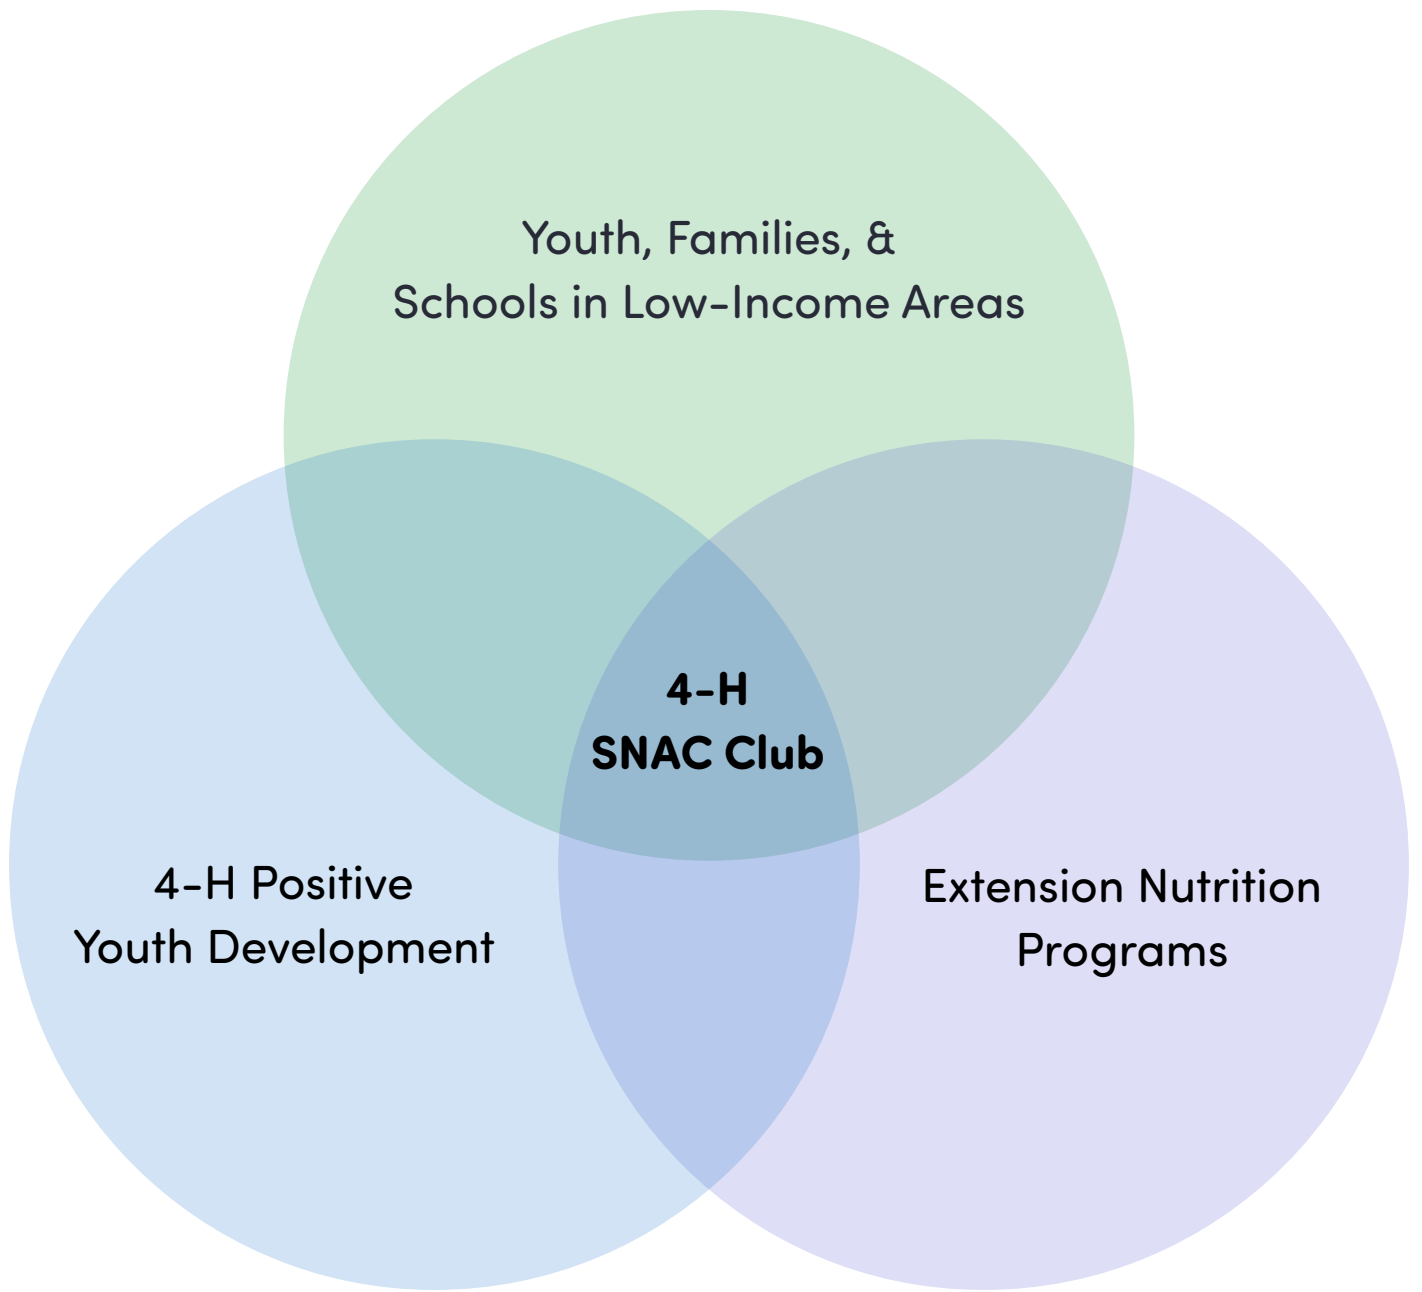 Youth, Families, &
Schools in Low-Income Areas
4-H
SNAC Club
4-H Positive
Youth Development
Extension Nutrition
Programs